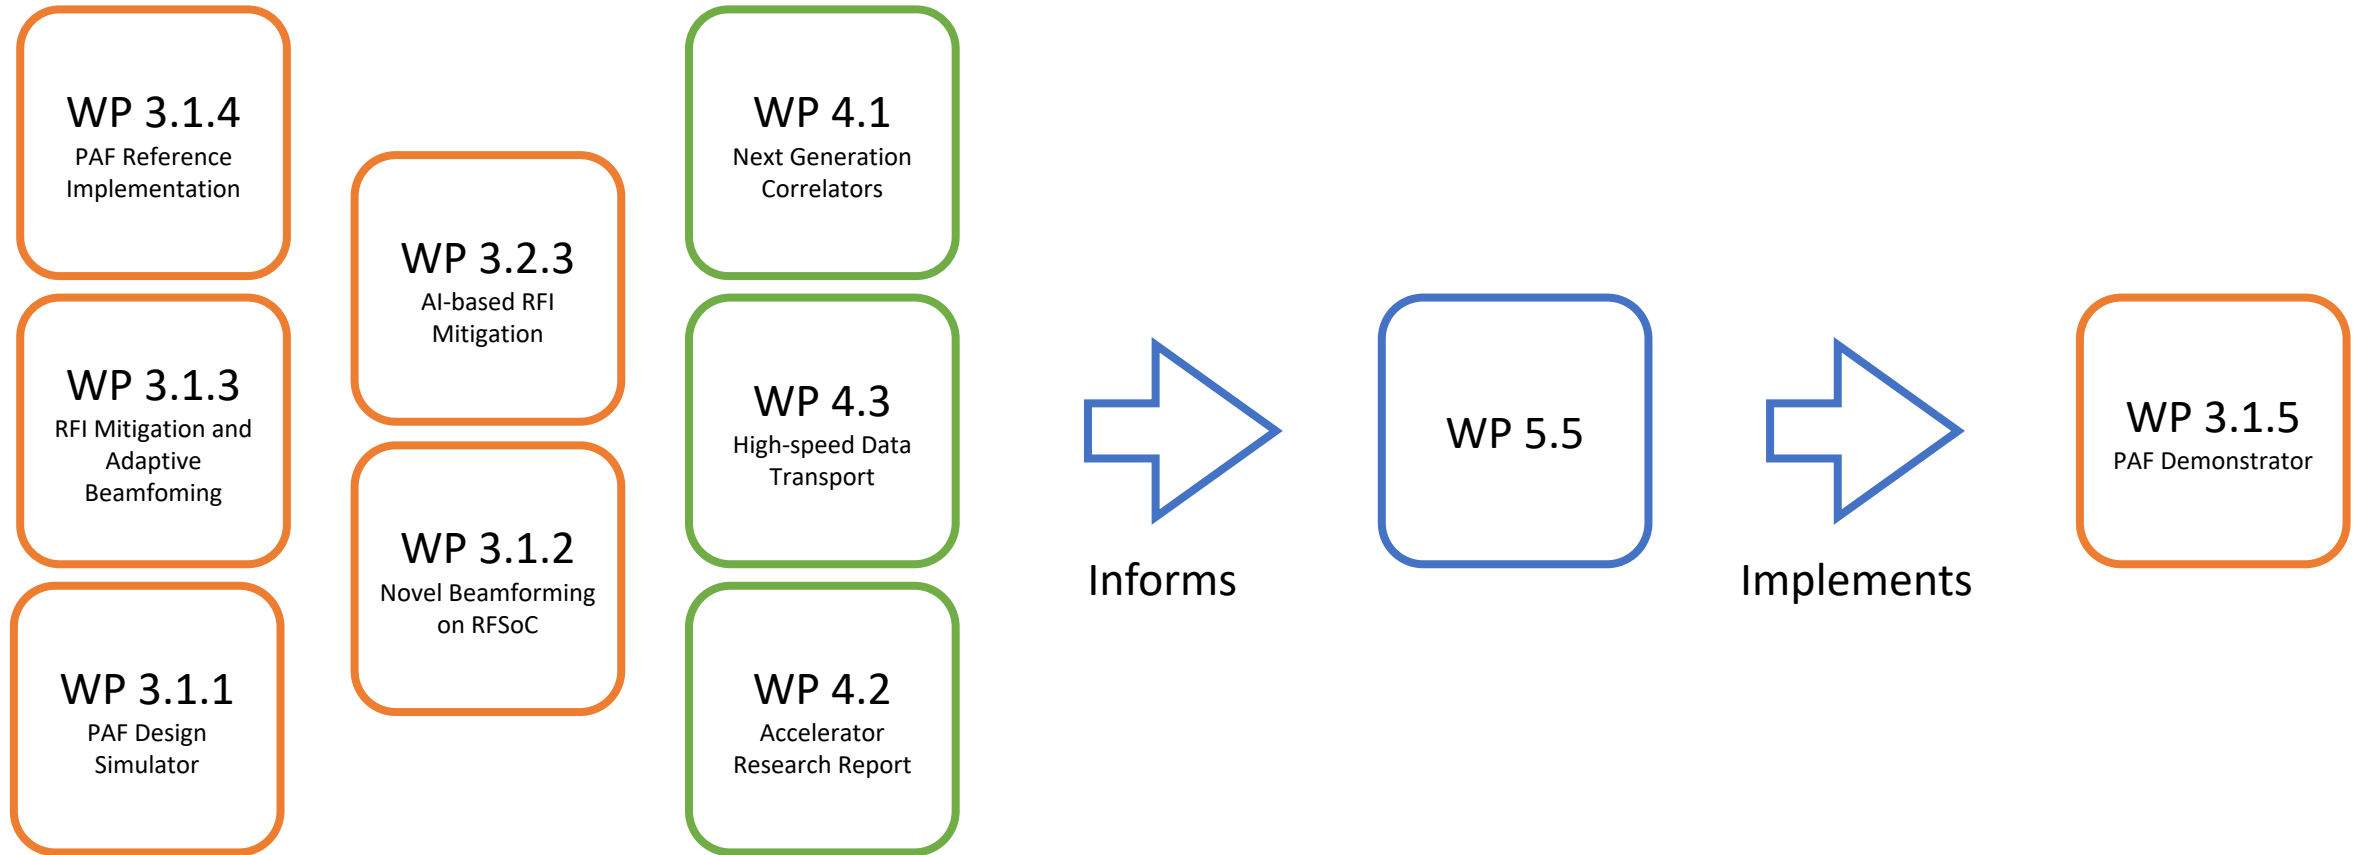 WP 3.1.4
PAF Reference
Implementation
WP 3.1.3
RFI Mitigation and
Adaptive
Beamfoming
WP 3.1.1
PAF Design
Simulator
WP 3.2.3
AI-based RFI
Mitigation
WP 3.1.2
Novel Beamforming
on RFSoC
WP 4.1
Next Generation
Correlators
WP 4.3
High-speed Data
Transport
WP 4.2
Accelerator
Research Report
Informs
WP 5.5
Implements
WP 3.1.5
PAF Demonstrator